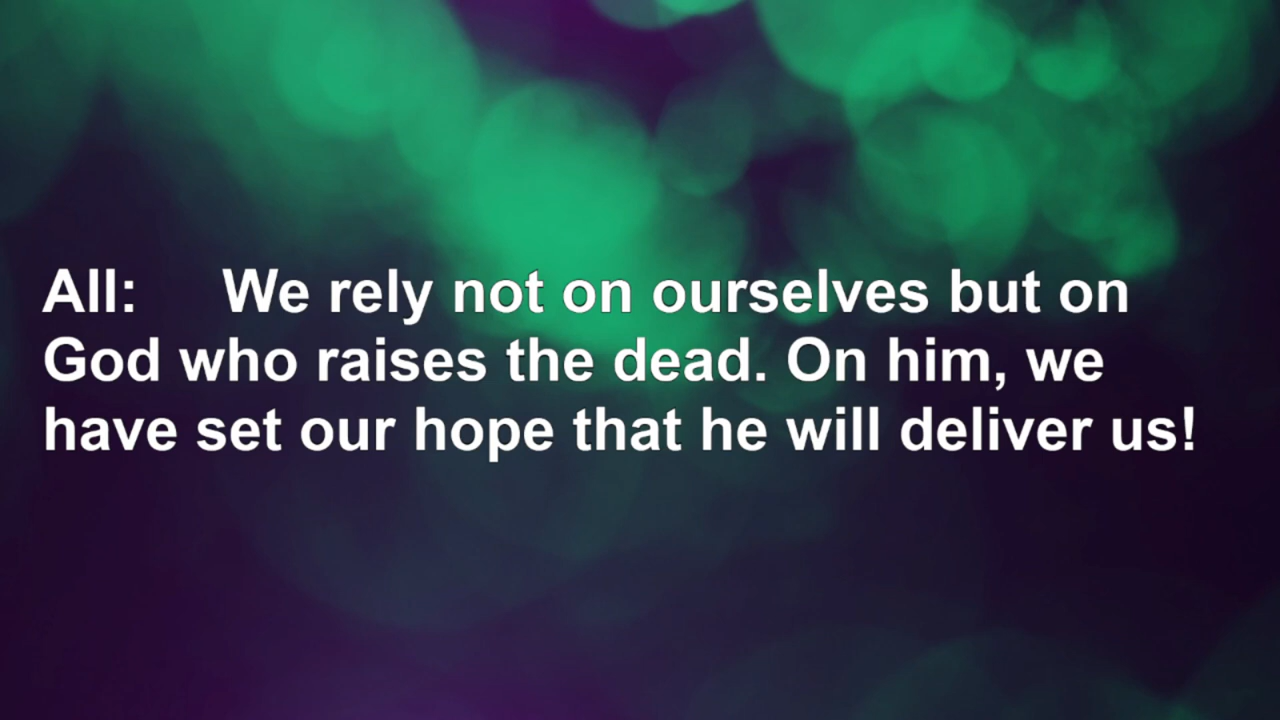 All: We rely not on ourselves but on
God who raises the dead. On him, we
have set our hope that he will deliver us!